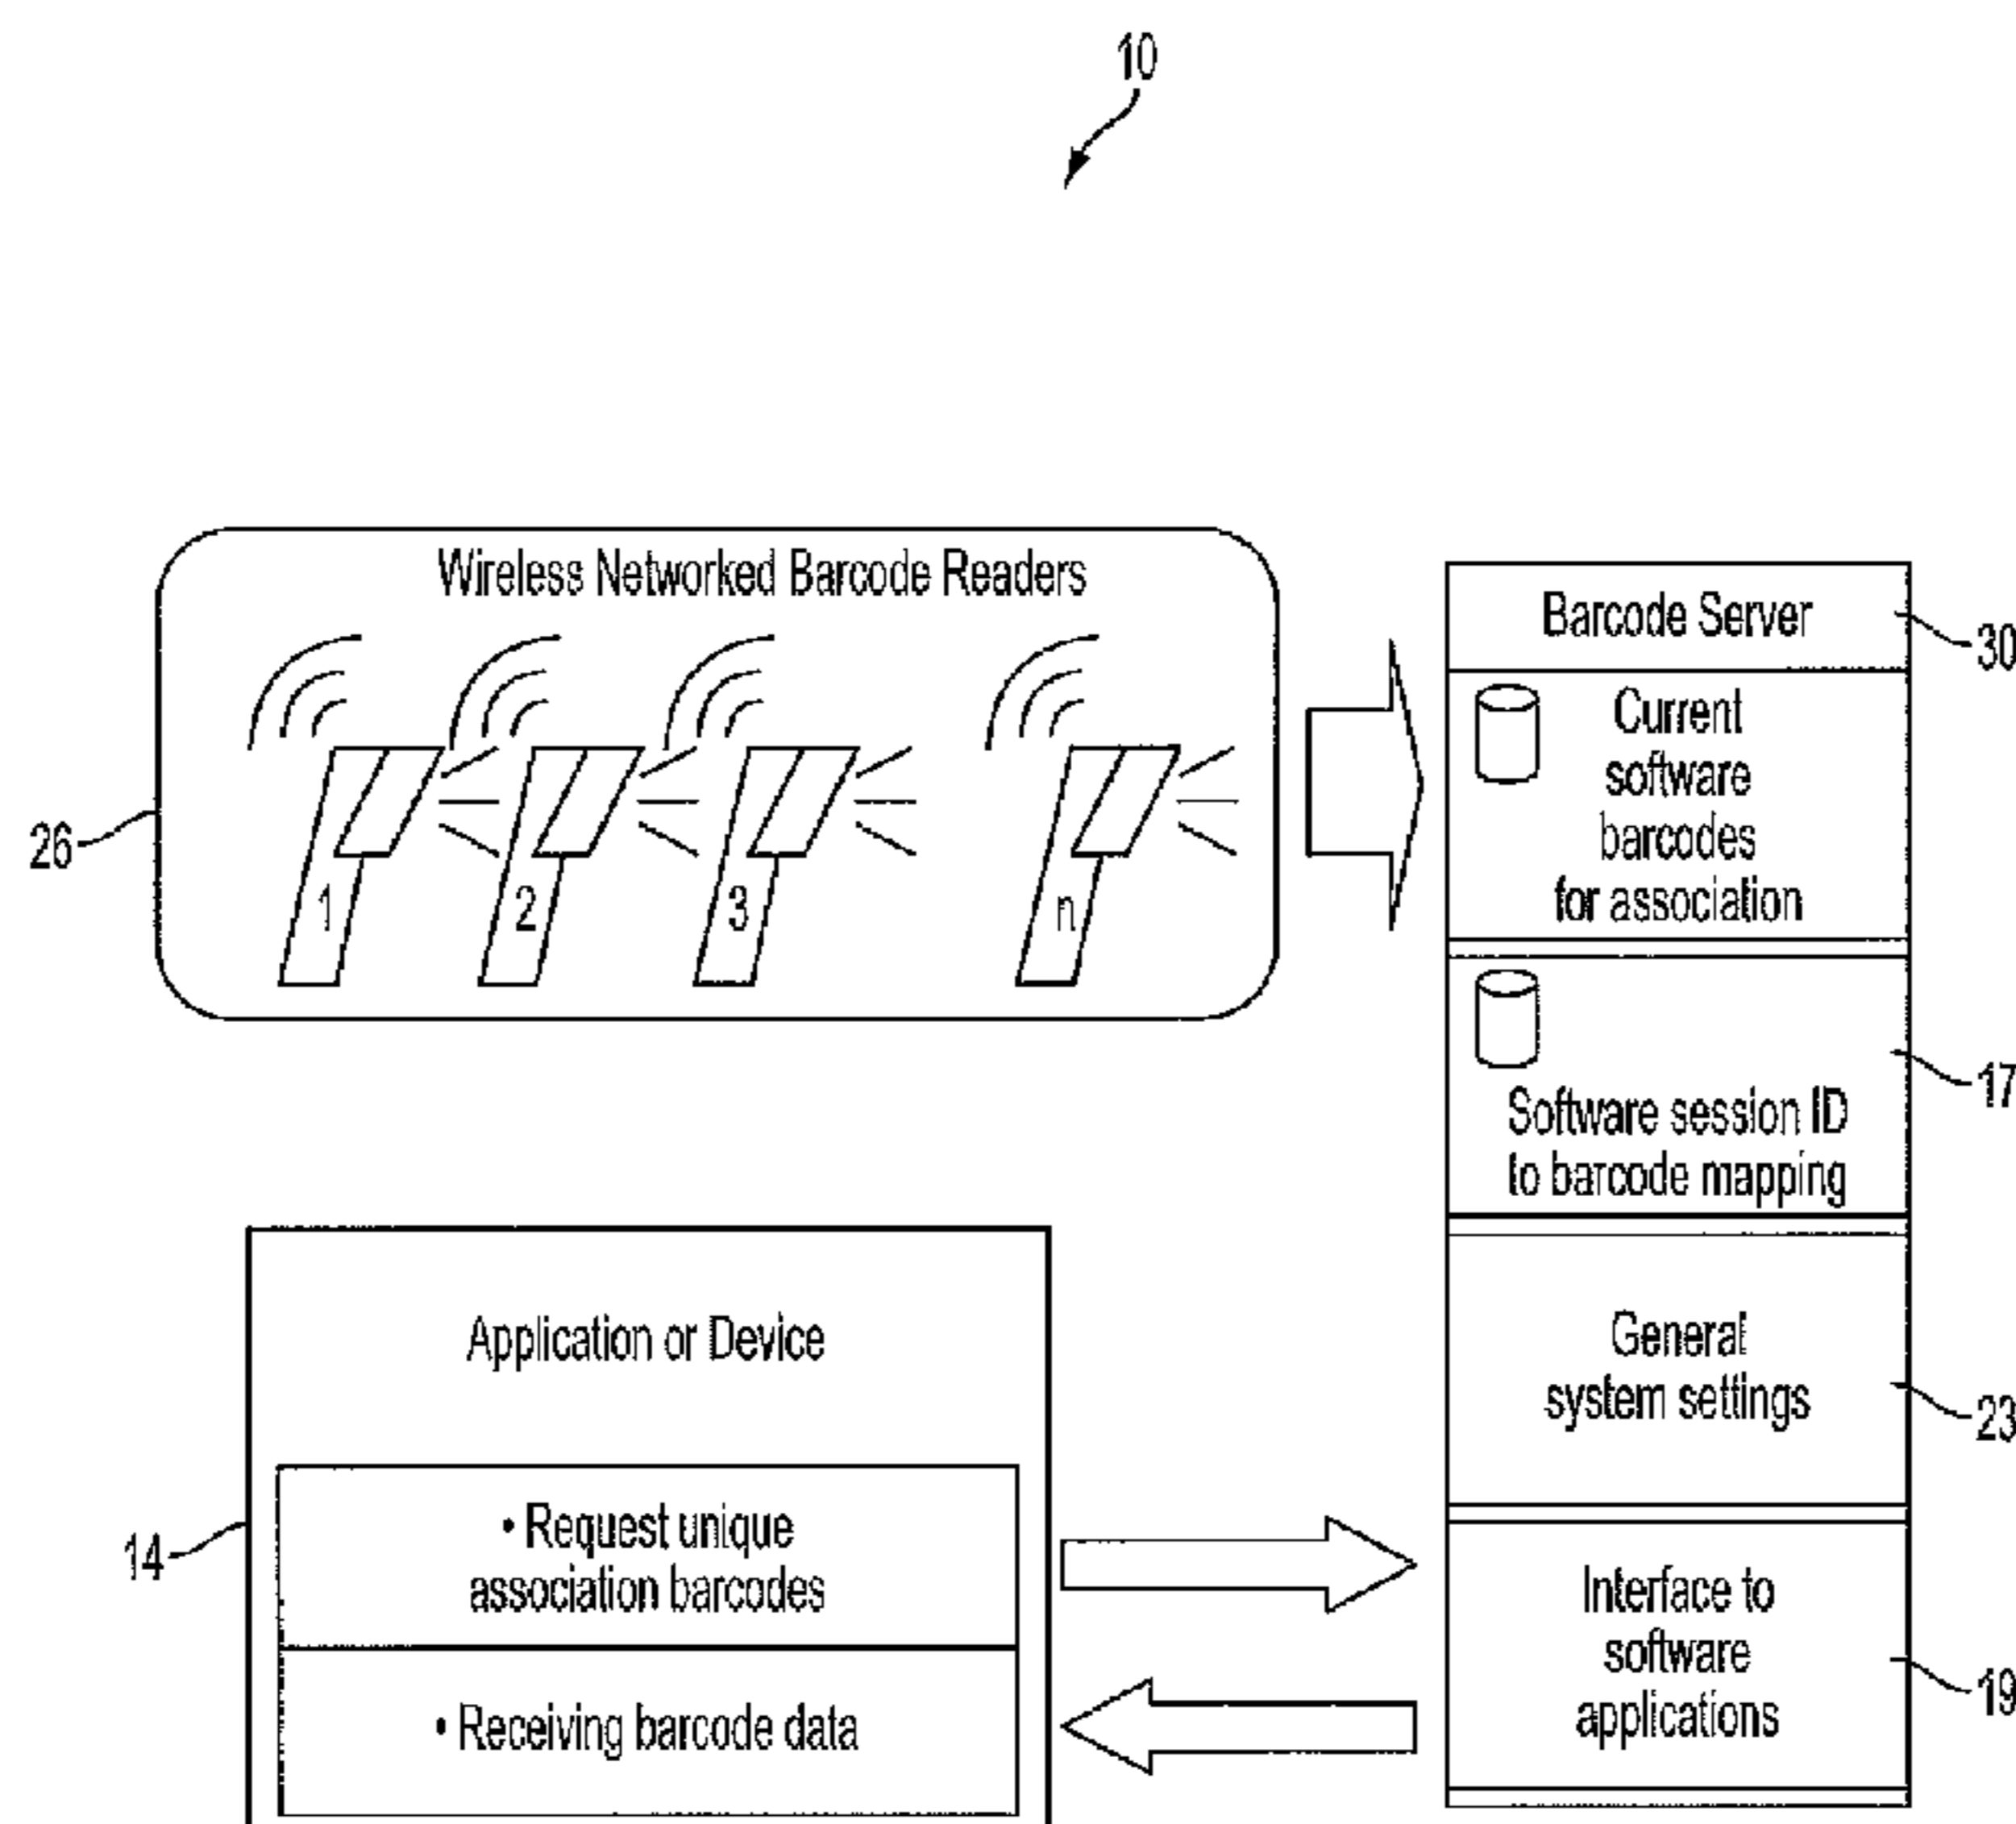 10
Wireless Networked Barcode Readers
26
1
2
3
n
Barcode Server
30
Current
software
barcodes
for association
Software session ID
to barcode mapping
17
General
system settings
23
Interface to
software
applications
19
Application or Device
14
• Request unique
association barcodes
• Receiving barcode data